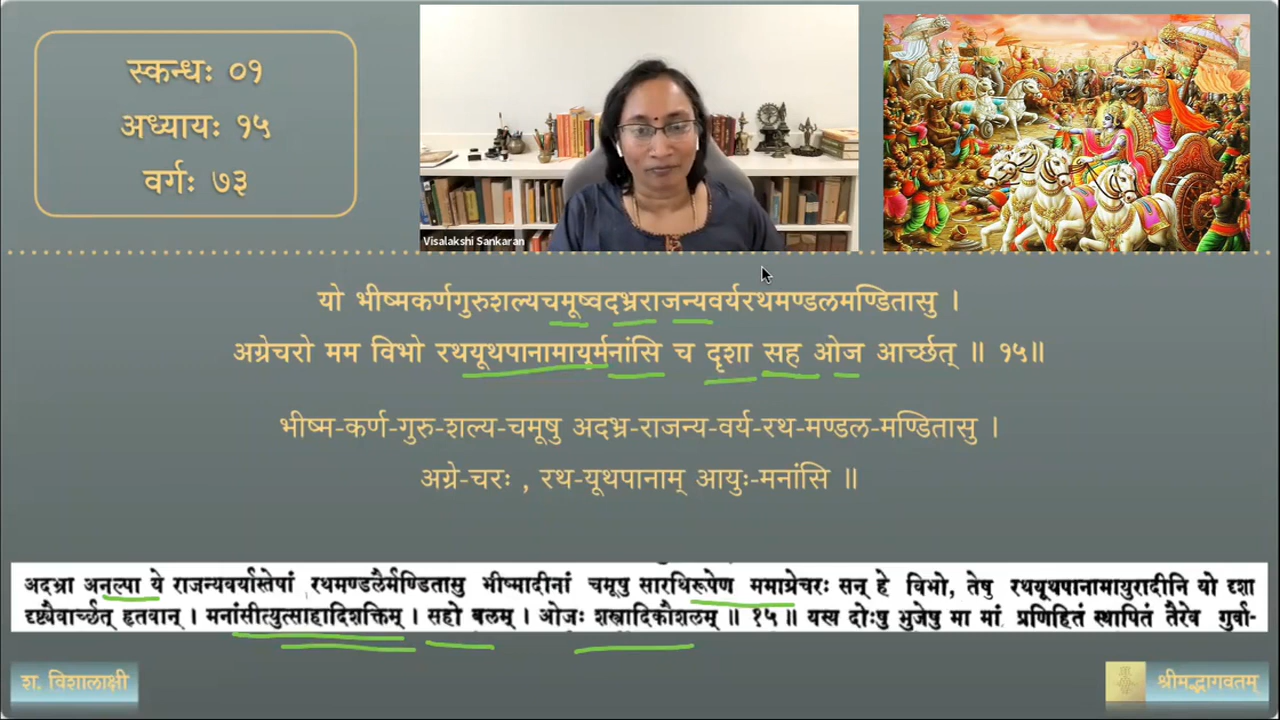 स्कन्धः ०१
अध्यायः १५
वर्गः ७३
Visalakshi Sankaran
यो भीष्मकर्णगुरुशल्यचमूष्वदभ्रराजन्यवर्यरथमण्डलमण्डितासु ।
अग्रेचरो मम विभो रथयूथपानामायुर्मनांसि च दृशा सह ओज आर्च्छत् ॥ १५॥
भीष्म-कर्ण-गुरु-शल्य-चमूषु अदभ्र-राजन्य-वर्य-रथ-मण्डल-मण्डितासु ।
अग्रे-चरः , रथ-यूथपानाम् आयुः-मनांसि ॥
अदभ्रा अनल्पा ये राजन्यवर्यास्तेषां रथमण्डलैर्मण्डितासु भीष्मादीनां चमूषु सारथिरूपेण ममाग्रेचरः सन् हे विभो, तेषु रथयूथपानामायुरादीनि यो दृशा
दृष्ट्यैवार्च्छत् हृतवान् । मनांसीत्युत्साहादिशक्तिम् । सहो बलम् । ओजः शस्त्रादिकौशलम् ॥ १५ ॥ यस्य दोःषु भुजेषु मा मां प्रणिहितं स्थापितं तैरेव गुर्वा-
श. विशालाक्षी
श्रीमद्भागवतम्